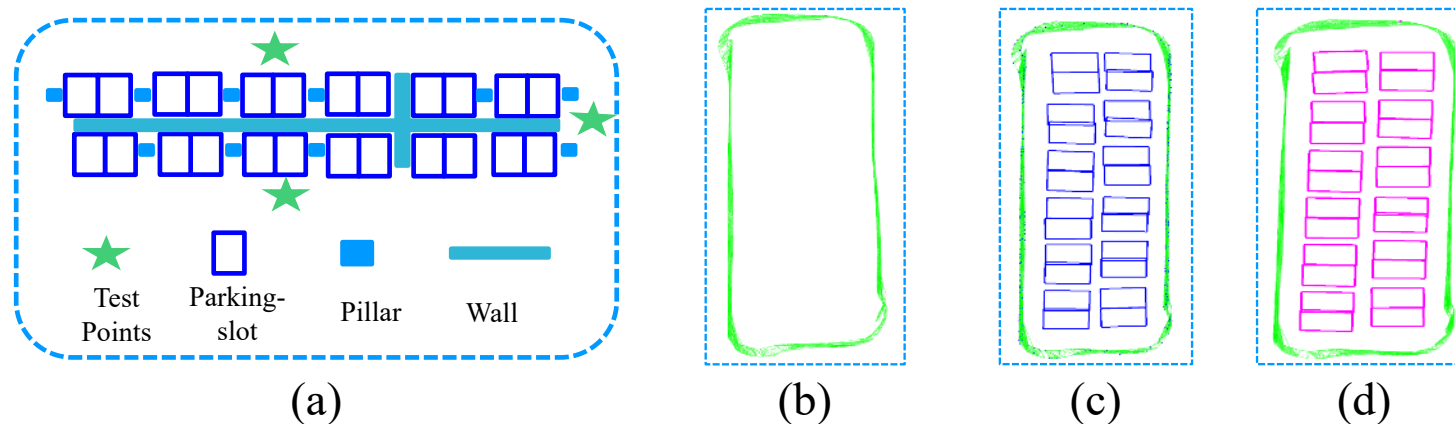 Test
Points
Parking-
slot
Pillar
Wall
(a)
(b)
(c)
(d)